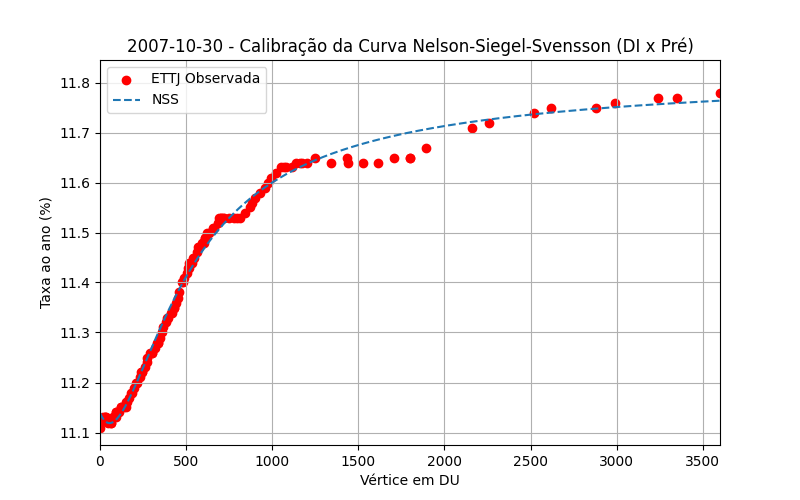 2007-10-30 - Calibração da Curva Nelson-Siegel-Svensson (DI x Pré)
ETTJ Observada
NSS
Taxa ao ano (%)
11.8
11.7
11.6
11.5
11.4
11.3
11.2
11.1
0 500 1000 1500 2000 2500 3000 3500
Vértice em DU